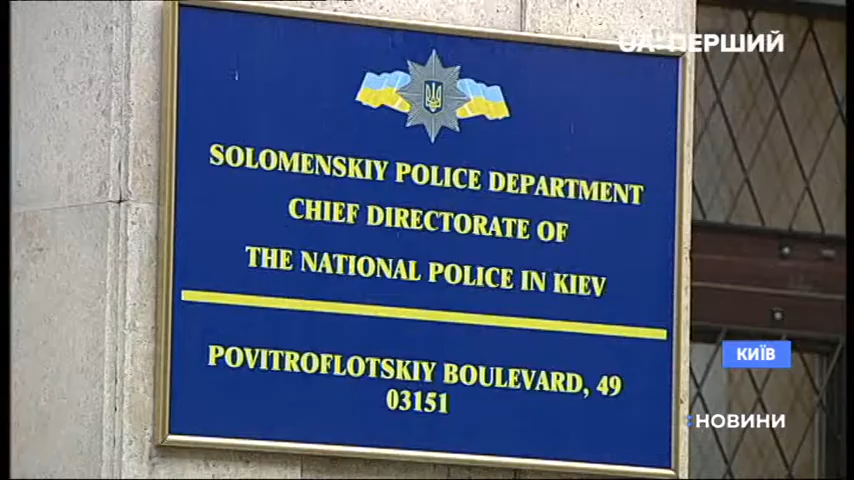 UA:ПЕРШИЙ
SOLOMENSKIY POLICE DEPARTMENT
CHIEF DIRECTORATE OF
THE NATIONAL POLICE IN KIEV
POVITROFLOTSKIY BOULEVARD, 49
03151
КИЇВ
:НОВИНИ